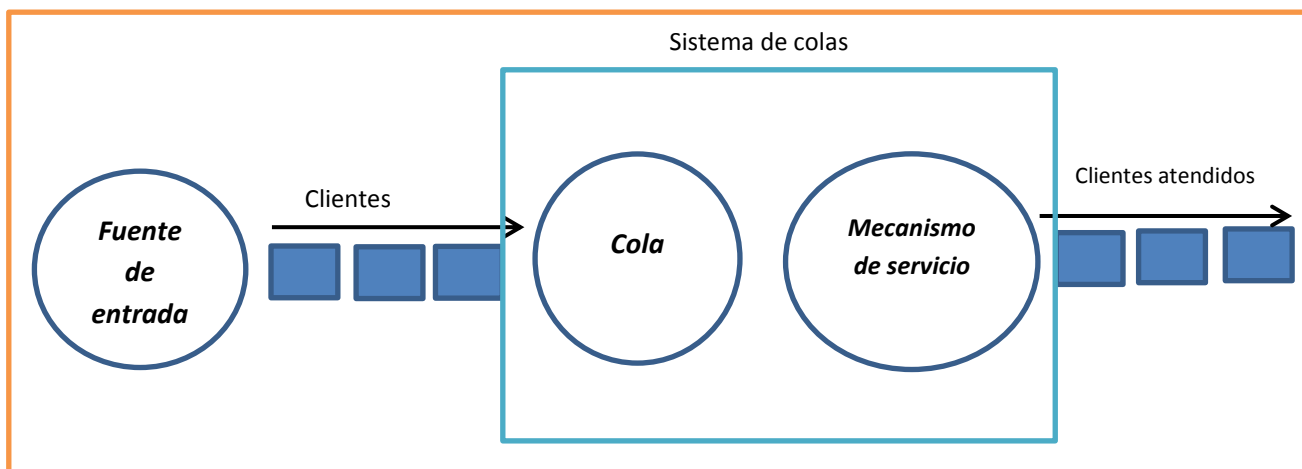 Sistema de colas
Clientes
Clientes atendidos
Fuente
de
entrada
Cola
Mecanismo
de servicio